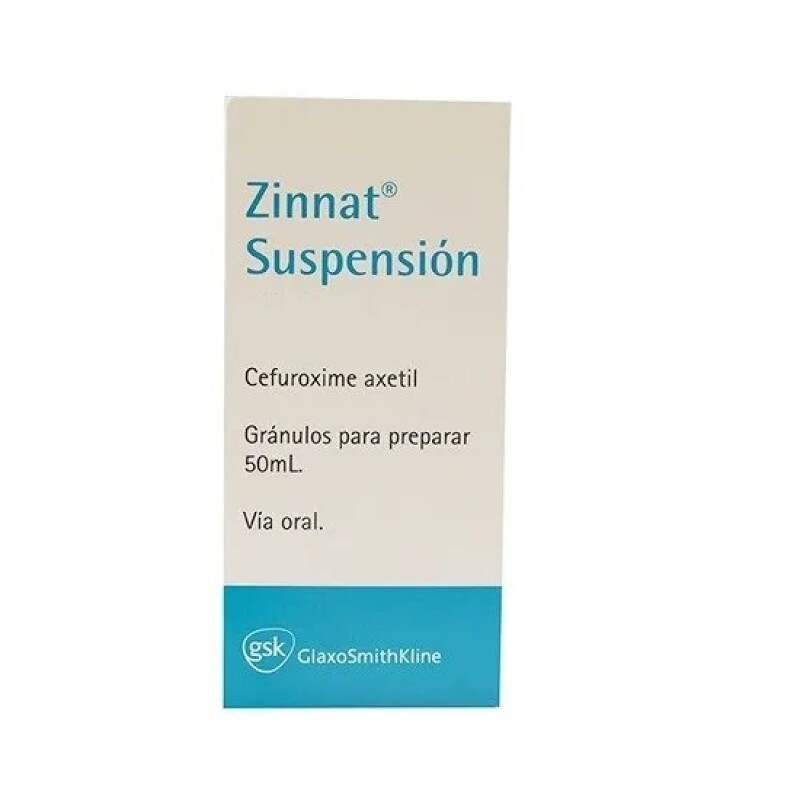 Zinnat®
Suspensión
Cefuroxime axetil
Gránulos para preparar
50mL.
Vía oral.
gsk GlaxoSmithKline